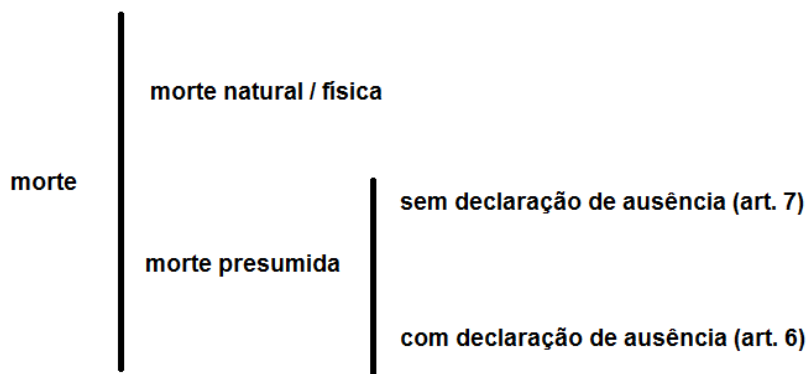 morte natural / física
morte
sem declaração de ausência (art. 7)
morte presumida
com declaração de ausência (art. 6)